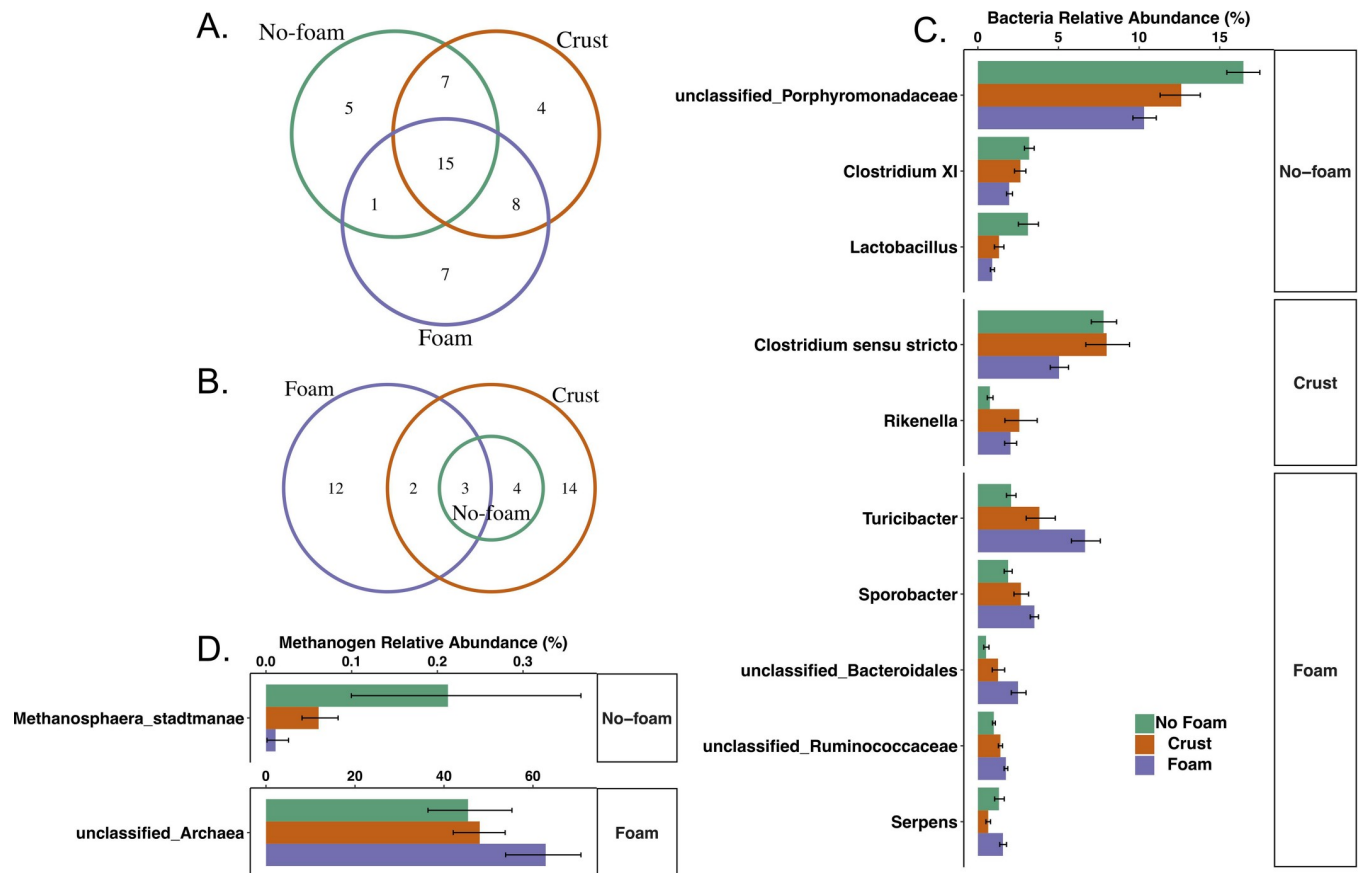 A.
No-foam
Crust
5
7
4
15
1
8
7
Foam
B.
Foam
Crust
12
2
3
4
14
No-foam
C.
Bacteria Relative Abundance (%)
0 5 10 15
unclassified_Porphyromonadaceae
Clostridium XI
Lactobacillus
No−foam
Clostridium sensu stricto
Rikenella
Crust
Turicibacter
Sporobacter
unclassified_Bacteroidales
unclassified_Ruminococcaceae
Serpens
Foam
No Foam
Crust
Foam
D.
Methanogen Relative Abundance (%)
0.0 0.1 0.2 0.3
Methanosphaera_stadtmanae
No−foam
0 20 40 60
unclassified_Archaea
Foam